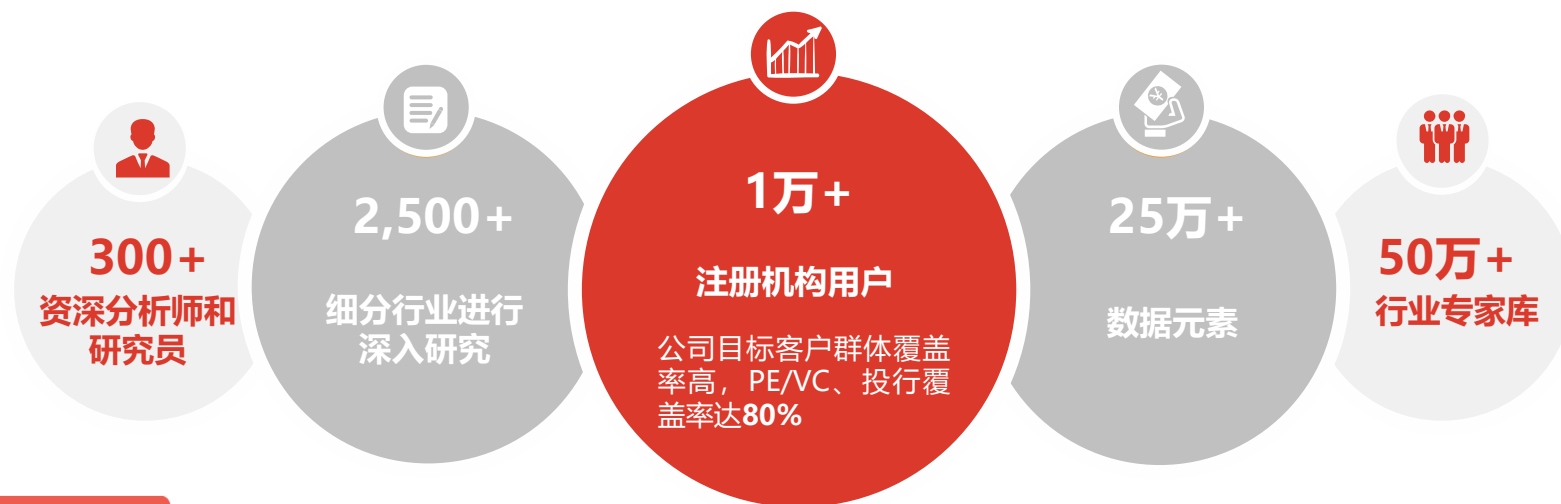 300+
资深分析师和
研究员
2,500+
细分行业进行
深入研究
1万+
注册机构用户
公司目标客户群体覆盖
率高，PE/VC、投行覆
盖率达80%
25万+
数据元素
50万+
行业专家库